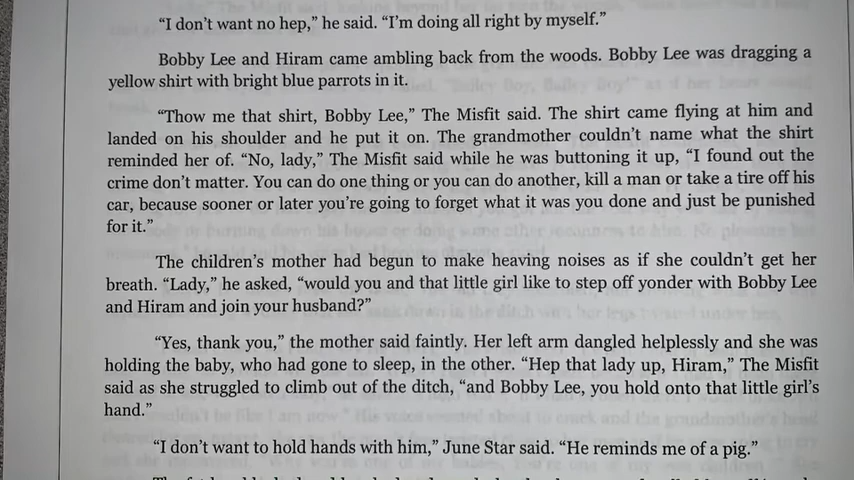 “I don’t want no hep,” he said. “I’m doing all right by myself.”
Bobby Lee and Hiram came ambling back from the woods. Bobby Lee was dragging a
yellow shirt with bright blue parrots in it.
“Thow me that shirt, Bobby Lee,” The Misfit said. The shirt came flying at him and
landed on his shoulder and he put it on. The grandmother couldn’t name what the shirt
reminded her of. “No, lady,” The Misfit said while he was buttoning it up, “I found out the
crime don’t matter. You can do one thing or you can do another, kill a man or take a tire off his
car, because sooner or later you’re going to forget what it was you done and just be punished
for it.”
The children’s mother had begun to make heaving noises as if she couldn’t get her
breath. “Lady,” he asked, “would you and that little girl like to step off yonder with Bobby Lee
and Hiram and join your husband?”
“Yes, thank you,” the mother said faintly. Her left arm dangled helplessly and she was
holding the baby, who had gone to sleep, in the other. “Hep that lady up, Hiram,” The Misfit
said as she struggled to climb out of the ditch, “and Bobby Lee, you hold onto that little girl’s
hand.”
“I don’t want to hold hands with him,” June Star said. “He reminds me of a pig.”